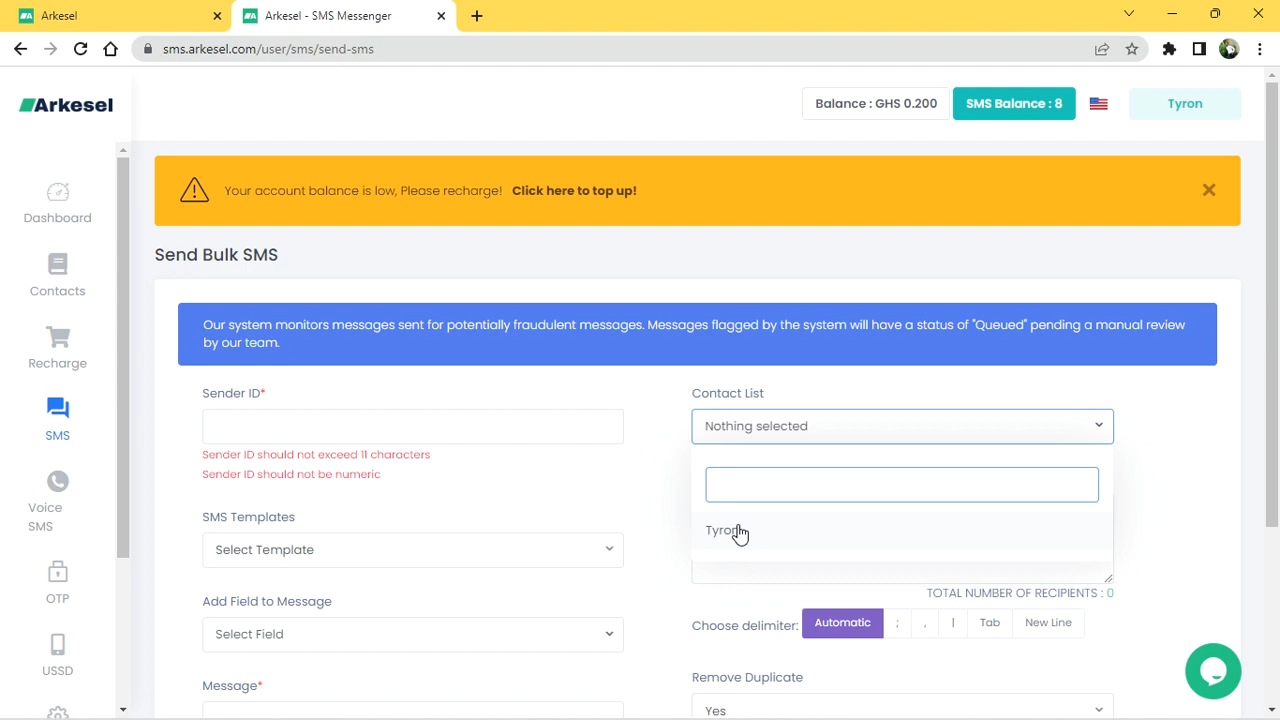 Arkesel
Arkesel - SMS Messenger
sms.arkesel.com/user/sms/send-sms
Arkesel
Balance : GHS 0.200
SMS Balance : 8
Tyron
Your account balance is low, Please recharge! Click here to top up!
Send Bulk SMS
Our system monitors messages sent for potentially fraudulent messages. Messages flagged by the system will have a status of "Queued" pending a manual review
by our team.
Dashboard
Contacts
Recharge
SMS
Voice
SMS
OTP
USSD
Sender ID*
Sender ID should not exceed 11 characters
Sender ID should not be numeric
SMS Templates
Select Template
Add Field to Message
Select Field
Message*
Contact List
Nothing selected
Tyron
TOTAL NUMBER OF RECIPIENTS : 0
Choose delimiter: Automatic ; , | Tab New Line
Remove Duplicate
Yes